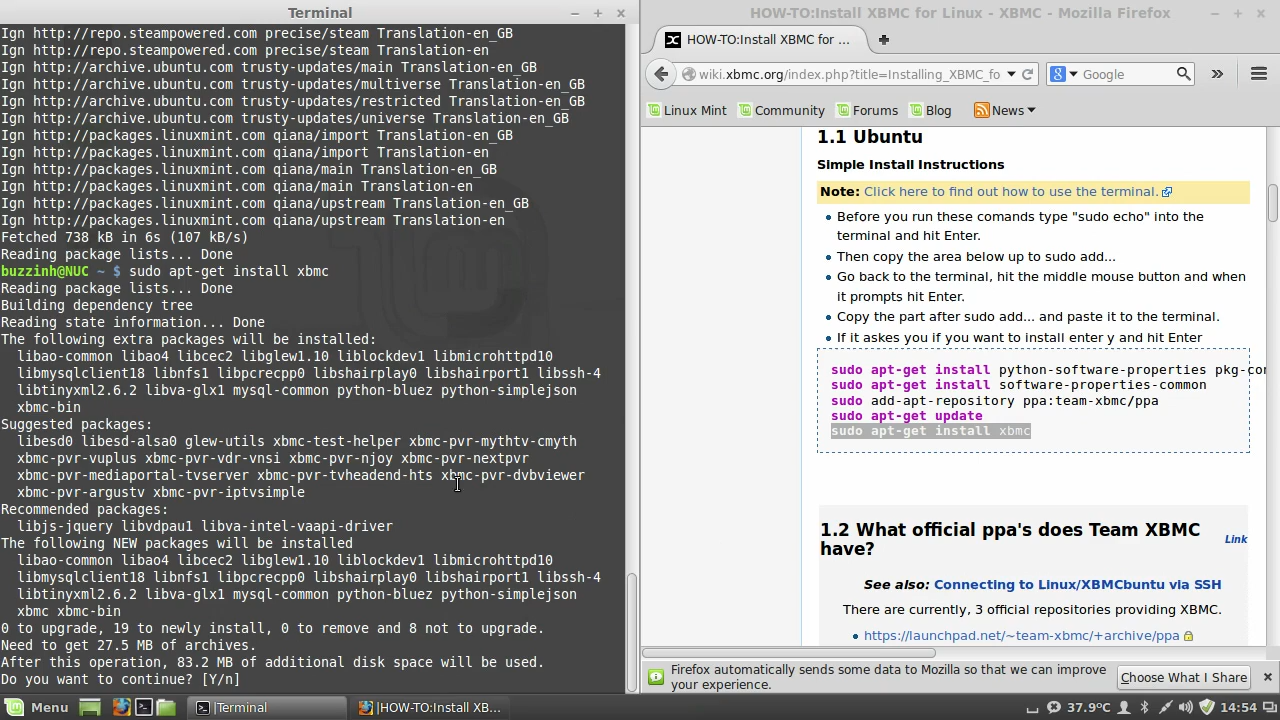 Terminal
Ign http://repo.steampowered.com precise/steam Translation-en_GB
Ign http://repo.steampowered.com precise/steam Translation-en
Ign http://archive.ubuntu.com trusty-updates/main Translation-en_GB
Ign http://archive.ubuntu.com trusty-updates/multiverse Translation-en_GB
Ign http://archive.ubuntu.com trusty-updates/restricted Translation-en_GB
Ign http://archive.ubuntu.com trusty-updates/universe Translation-en_GB
Ign http://packages.linuxmint.com qiana/import Translation-en_GB
Ign http://packages.linuxmint.com qiana/import Translation-en
Ign http://packages.linuxmint.com qiana/main Translation-en_GB
Ign http://packages.linuxmint.com qiana/main Translation-en
Ign http://packages.linuxmint.com qiana/upstream Translation-en_GB
Ign http://packages.linuxmint.com qiana/upstream Translation-en
Fetched 738 kB in 6s (107 kB/s)
Reading package lists... Done
buzzinh@NUC ~ $ sudo apt-get install xbmc
Reading package lists... Done
Building dependency tree
Reading state information... Done
The following extra packages will be installed:
libao-common libao4 libcec2 libglew1.10 liblockdev1 libmicrohttpd10
libmysqlclient18 libnfs1 libpcrecpp0 libshairplay0 libshairport1 libssh-4
libtinyxml2.6.2 libva-glx1 mysql-common python-bluez python-simplejson
xbmc-bin
Suggested packages:
libesd0 libesd-alsa0 glew-utils xbmc-test-helper xbmc-pvr-mythtv-cmyth
xbmc-pvr-vuplus xbmc-pvr-vdr-vnsi xbmc-pvr-njoy xbmc-pvr-nextpvr
xbmc-pvr-mediaportal-tvserver xbmc-pvr-tvheadend-hts xbmc-pvr-dvbviewer
xbmc-pvr-argustv xbmc-pvr-iptvsimple
Recommended packages:
libjs-jquery libvdpau1 libva-intel-vaapi-driver
The following NEW packages will be installed
libao-common libao4 libcec2 libglew1.10 liblockdev1 libmicrohttpd10
libmysqlclient18 libnfs1 libpcrecpp0 libshairplay0 libshairport1 libssh-4
libtinyxml2.6.2 libva-glx1 mysql-common python-bluez python-simplejson
xbmc xbmc-bin
0 to upgrade, 19 to newly install, 0 to remove and 8 not to upgrade.
Need to get 27.5 MB of archives.
After this operation, 83.2 MB of additional disk space will be used.
Do you want to continue? [Y/n]
HOW-TO:Install XBMC for Linux - XBMC - Mozilla Firefox
HOW-TO:Install XBMC for ...
wiki.xbmc.org/index.php?title=Installing_XBMC_fo
Google
Linux Mint Community Forums Blog News
1.1 Ubuntu
Simple Install Instructions
Note: Click here to find out how to use the terminal.
Before you run these comands type "sudo echo" into the
terminal and hit Enter.
Then copy the area below up to sudo add...
Go back to the terminal, hit the middle mouse button and when
it prompts hit Enter.
Copy the part after sudo add... and paste it to the terminal.
If it askes you if you want to install enter y and hit Enter
sudo apt-get install python-software-properties pkg-con
sudo apt-get install software-properties-common
sudo add-apt-repository ppa:team-xbmc/ppa
sudo apt-get update
sudo apt-get install xbmc
1.2 What official ppa's does Team XBMC
have?
Link
See also: Connecting to Linux/XBMCbuntu via SSH
There are currently, 3 official repositories providing XBMC.
https://launchpad.net/~team-xbmc/+archive/ppa
Firefox automatically sends some data to Mozilla so that we can improve
your experience.
Choose What I Share
Menu
Terminal
HOW-TO:Install XB...
37.9°C
14:54